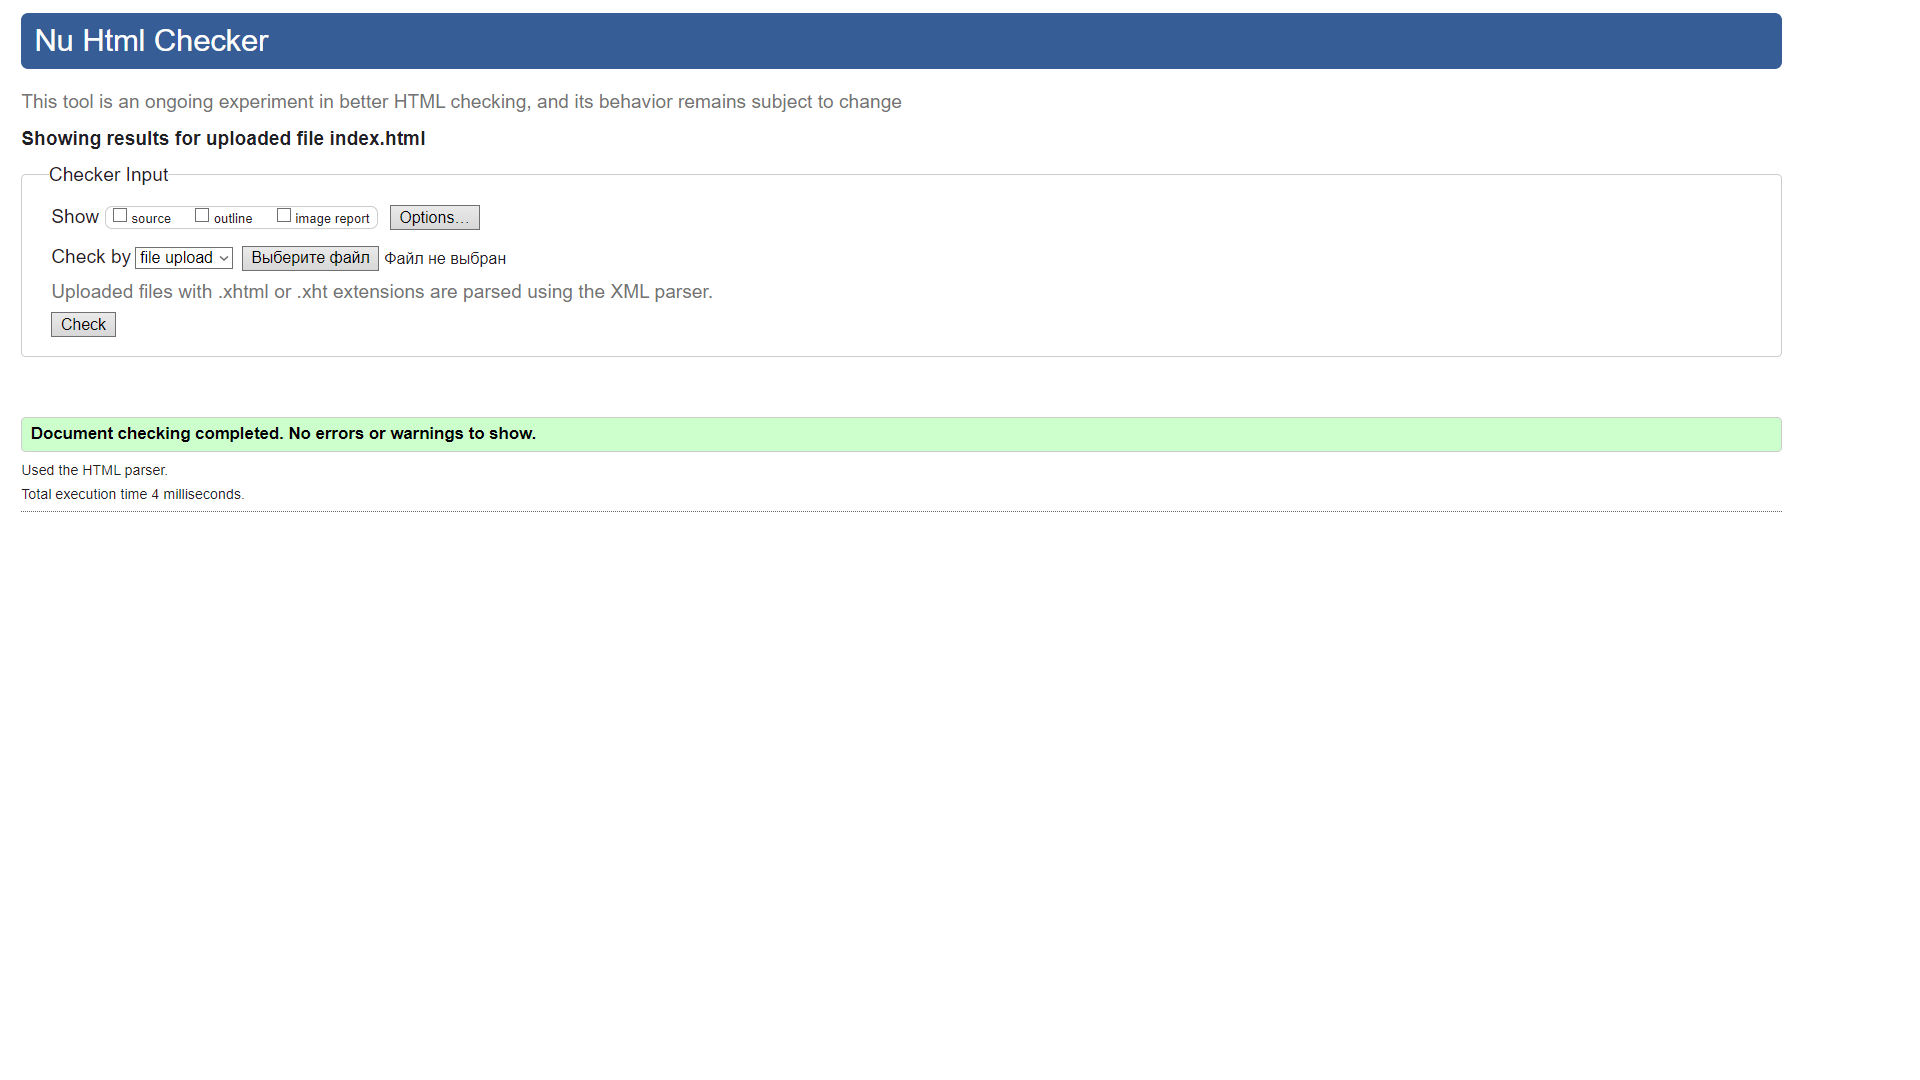 Nu Html Checker
This tool is an ongoing experiment in better HTML checking, and its behavior remains subject to change
Showing results for uploaded file index.html
Checker Input
Show source outline image report Options...
Check by file upload Выберите файл Файл не выбран
Uploaded files with .xhtml or .xht extensions are parsed using the XML parser.
Check
Document checking completed. No errors or warnings to show.
Used the HTML parser.
Total execution time 4 milliseconds.